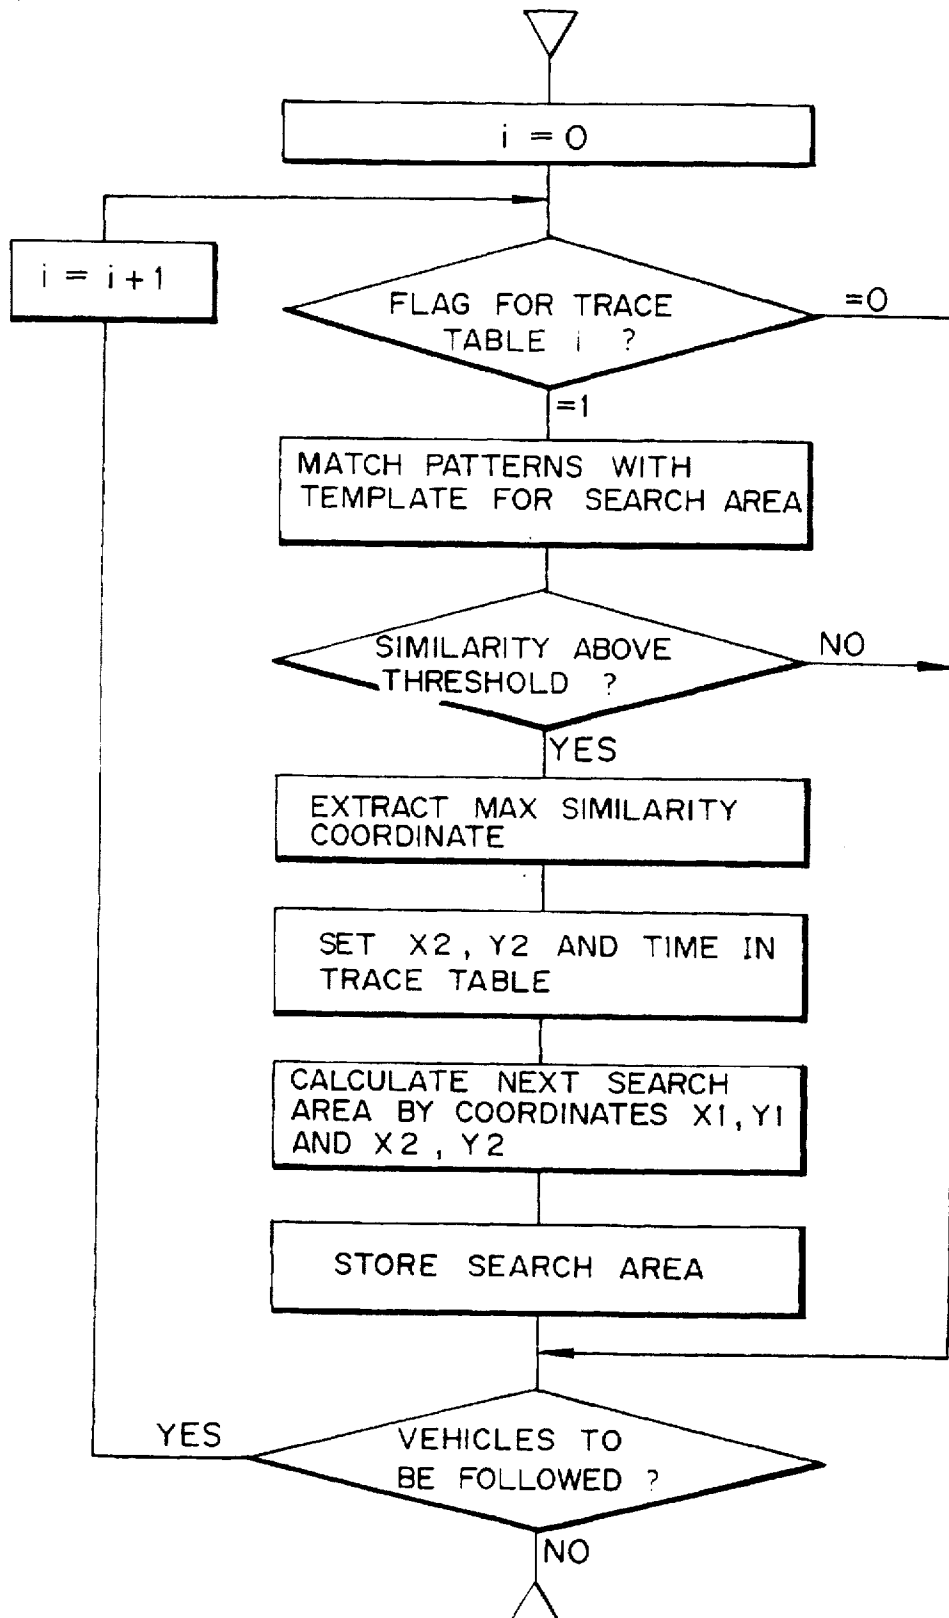 i = 0
i = i + 1
FLAG FOR TRACE
TABLE i ?
=0
=1
MATCH PATTERNS WITH
TEMPLATE FOR SEARCH AREA
SIMILARITY ABOVE
THRESHOLD ?
NO
YES
EXTRACT MAX SIMILARITY
COORDINATE
SET X2, Y2 AND TIME IN
TRACE TABLE
CALCULATE NEXT SEARCH
AREA BY COORDINATES X1, Y1
AND X2, Y2
STORE SEARCH AREA
YES
VEHICLES TO
BE FOLLOWED ?
NO